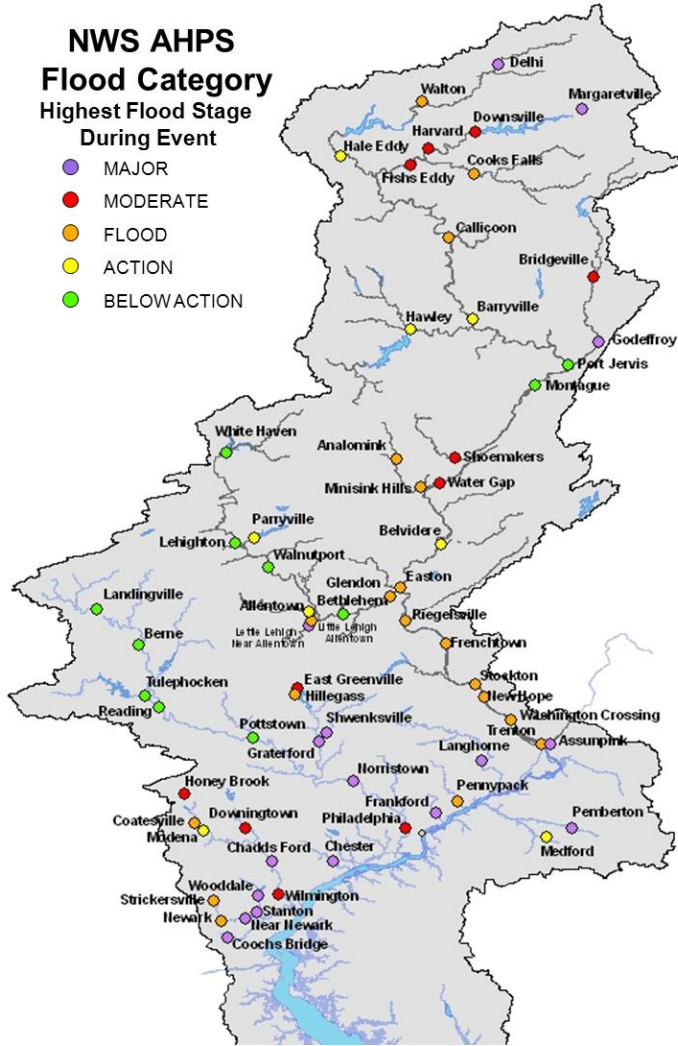 NWS AHPS
Flood Category
Highest Flood Stage
During Event
MAJOR
MODERATE
FLOOD
ACTION
BELOW ACTION
Delhi
Walton
Margaretville
Downsville
Harvard
Hale Eddy
Cooks Falls
Fishs Eddy
Callicoon
Bridgeville
Barryville
Hawley
Godeffroy
Port Jervis
Montague
White Haven
Analomink
Shoemakers
Minisink Hills
Water Gap
Parryville
Belvidere
Lehighton
Walnutport
Glendon
Easton
Landingville
Allentown
Bethlehem
Riegelsville
Little Lehigh
Near Allentown
Little Lehigh
Allentown
Berne
Frenchtown
Tulephocken
East Greenville
Hillegass
Stockton
New Hope
Reading
Shwenksville
Washington Crossing
Pottstown
Trenton
Assunpink
Graterford
Langhorne
Norristown
Honey Brook
Pennypack
Frankford
Coatesville
Downingtown
Philadelphia
Pemberton
Modena
Medford
Chadds Ford
Chester
Wooddale
Wilmington
Strickersville
Stanton
Newark
Near Newark
Coochs Bridge